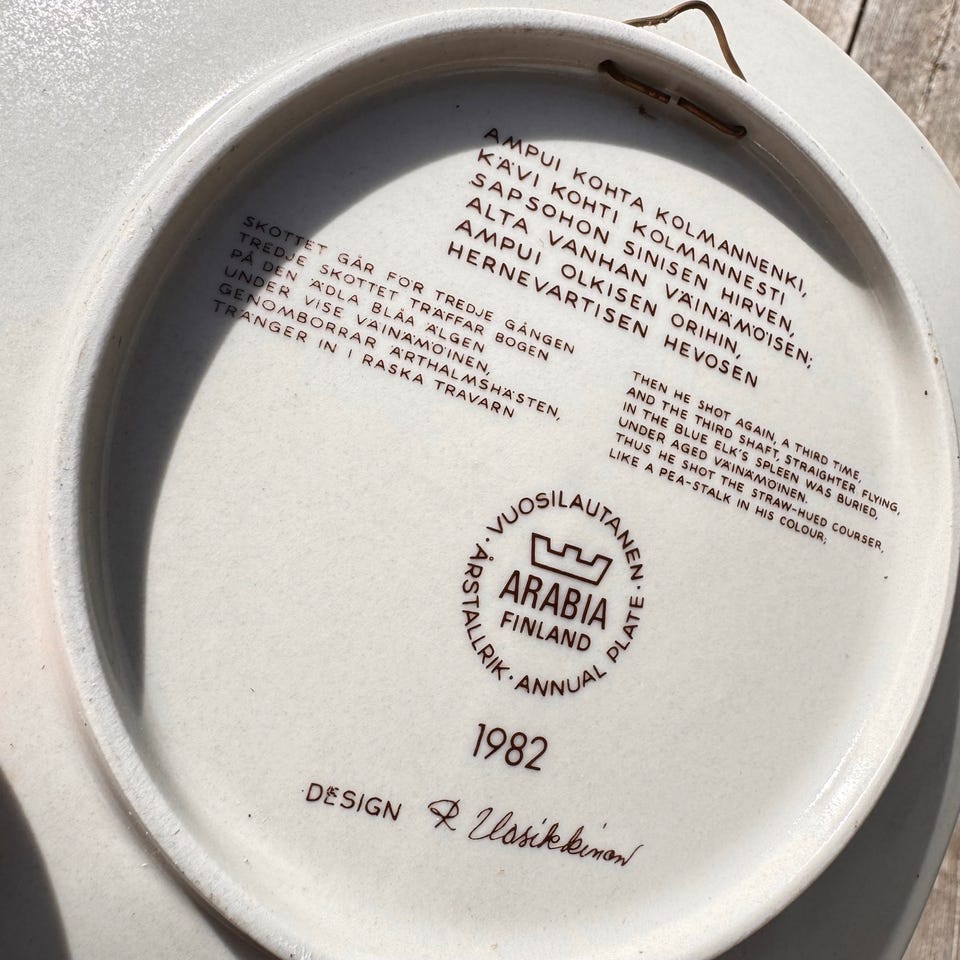 AMPUI KOHTA KOLMANNENKI,
KÄVI KOHTI KOLMANNESTI
SAPSOHON SINISEN HIRVEN,
ALTA VANHAN VÄINÄMÖISEN;
AMPUI OLKISEN ORIHIN,
HERNEVARTISEN HEVOSEN
SKOTTET GÅR FÖR TREDJE GÅNGEN
TREDJE SKOTTET TRÄFFAR BOGEN
PÅ DEN ÄDLA BLÅA ÄLGEN
UNDER VISE VÄINÄMÖINEN,
GENOMBORRAR ÄRTHALMSHÄSTEN,
TRÄNGER IN I RASKA TRAVARN
THEN HE SHOT AGAIN, A THIRD TIME,
AND THE THIRD SHAFT, STRAIGHTER FLYING,
IN THE BLUE ELK'S SPLEEN WAS BURIED,
UNDER AGED VÄINÄMÖINEN.
THUS HE SHOT THE STRAW-HUED COURSER,
LIKE A PEA-STALK IN HIS COLOUR;
VUOSILAUTANEN · ANNUAL PLATE · ÅRSTALLRIK ·
ARABIA
FINLAND
1982
DESIGN R Uosikkinen